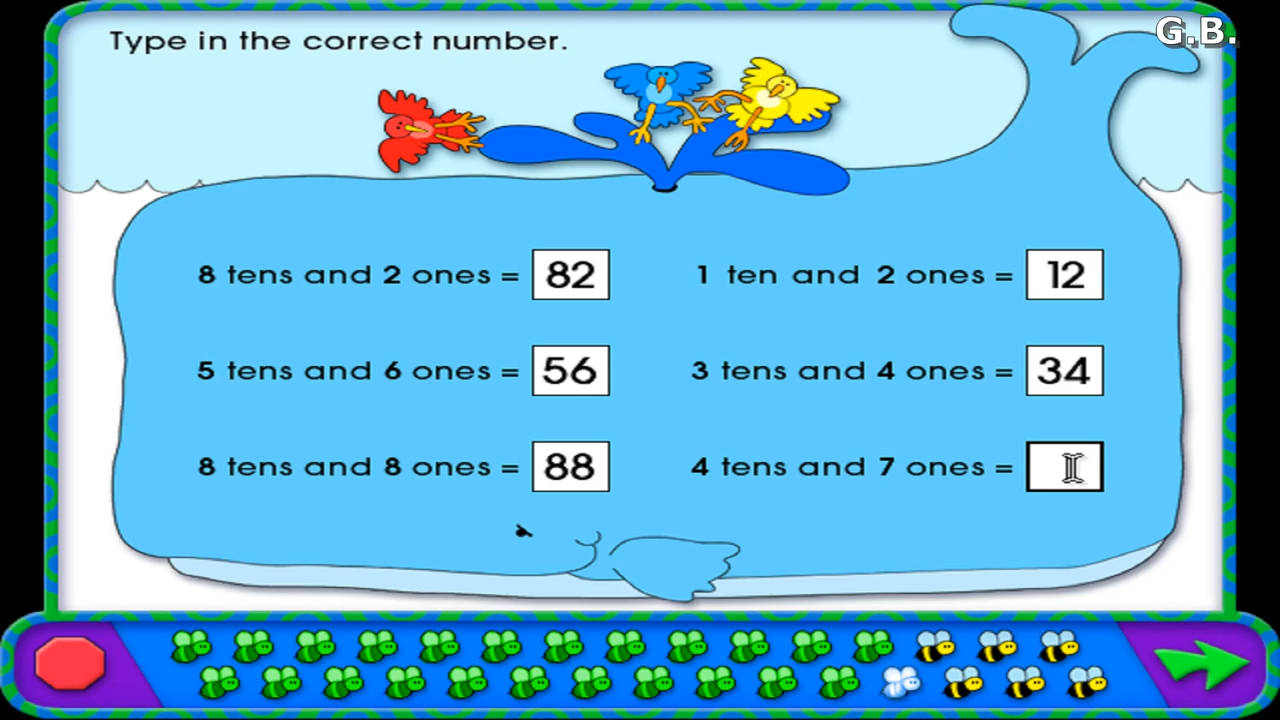 G.B.
Type in the correct number.
8 tens and 2 ones = 82
1 ten and 2 ones = 12
5 tens and 6 ones = 56
3 tens and 4 ones = 34
8 tens and 8 ones = 88
4 tens and 7 ones =